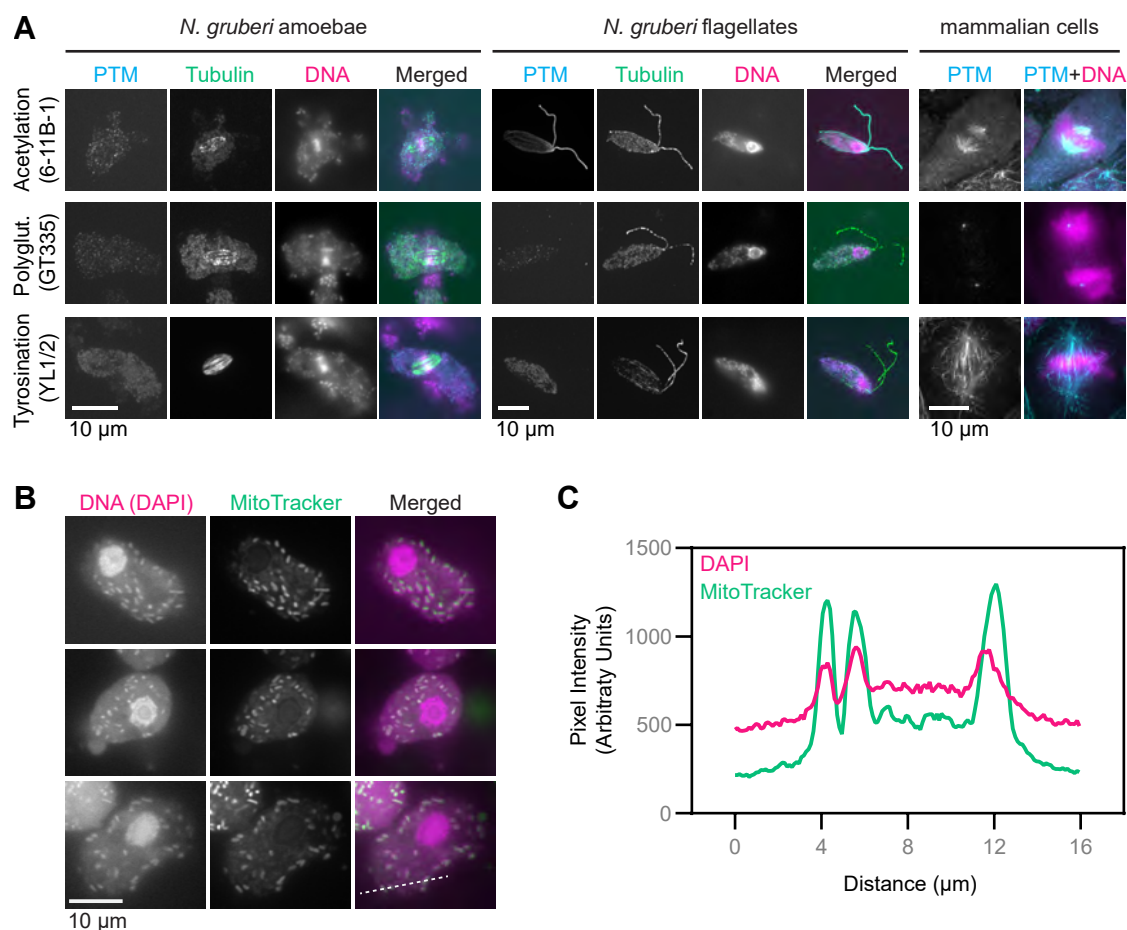 A
N. gruberi amoebae
N. gruberi flagellates
mammalian cells
PTM Tubulin DNA Merged
PTM Tubulin DNA Merged
PTM PTM+DNA
Acetylation
(6-11B-1)
Polyglut.
(GT335)
Tyrosination
(YL1/2)
10 µm
10 µm
10 µm
B
DNA (DAPI) MitoTracker Merged
10 µm
C
DAPI
MitoTracker
Pixel Intensity
(Arbitraty Units)
1500
1000
500
0
0 4 8 12 16
Distance (µm)